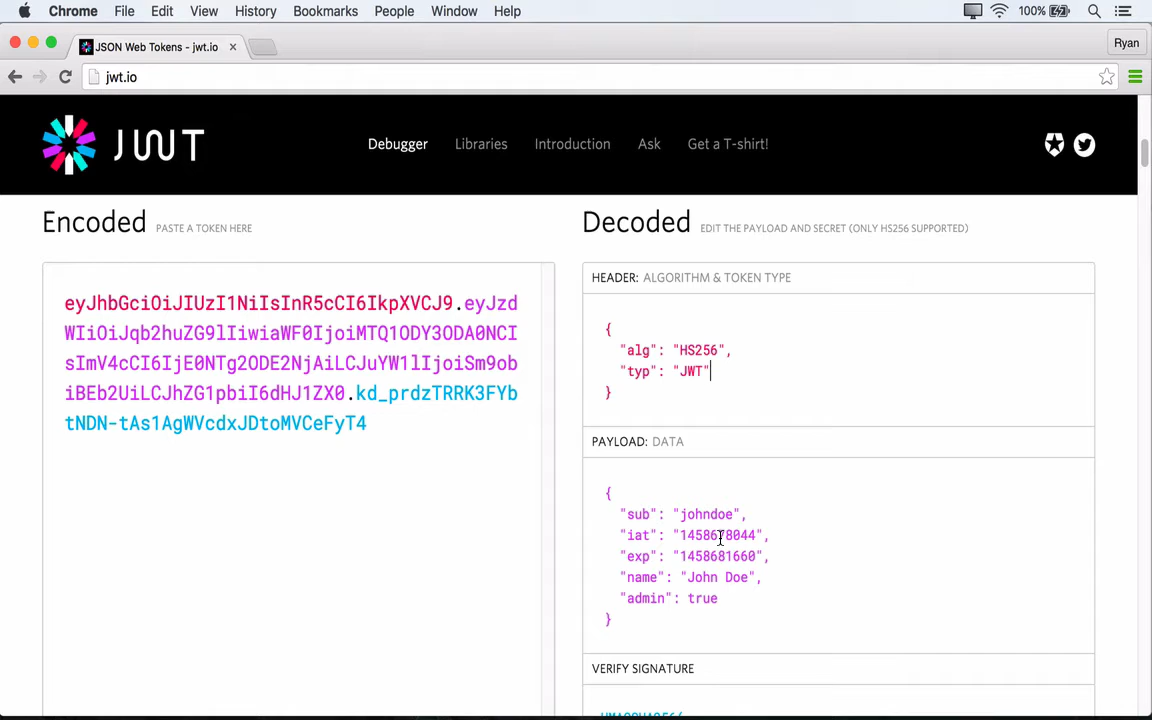 Chrome File Edit View History Bookmarks People Window Help 100%
JSON Web Tokens - jwt.io × Ryan
jwt.io
JWT Debugger Libraries Introduction Ask Get a T-shirt!
Encoded PASTE A TOKEN HERE
Decoded EDIT THE PAYLOAD AND SECRET (ONLY HS256 SUPPORTED)
eyJhbGciOiJIUzI1NiIsInR5cCI6IkpXVCJ9.eyJzd
WIiOiJqb2huZG9lIiwiaWF0IjoiMTQ1ODY3ODA0NCI
sImV4cCI6IjE0NTg2ODE2NjAiLCJuYW1lIjoiSm9ob
iBEb2UiLCJhZG1pbiI6dHJ1ZX0.kd_prdzTRRK3FYb
tNDN-tAs1AgWVcdxJDtoMVCeFyT4
HEADER: ALGORITHM & TOKEN TYPE
{
"alg": "HS256",
"typ": "JWT"
}
PAYLOAD: DATA
{
"sub": "johndoe",
"iat": "1458678044",
"exp": "1458681660",
"name": "John Doe",
"admin": true
}
VERIFY SIGNATURE